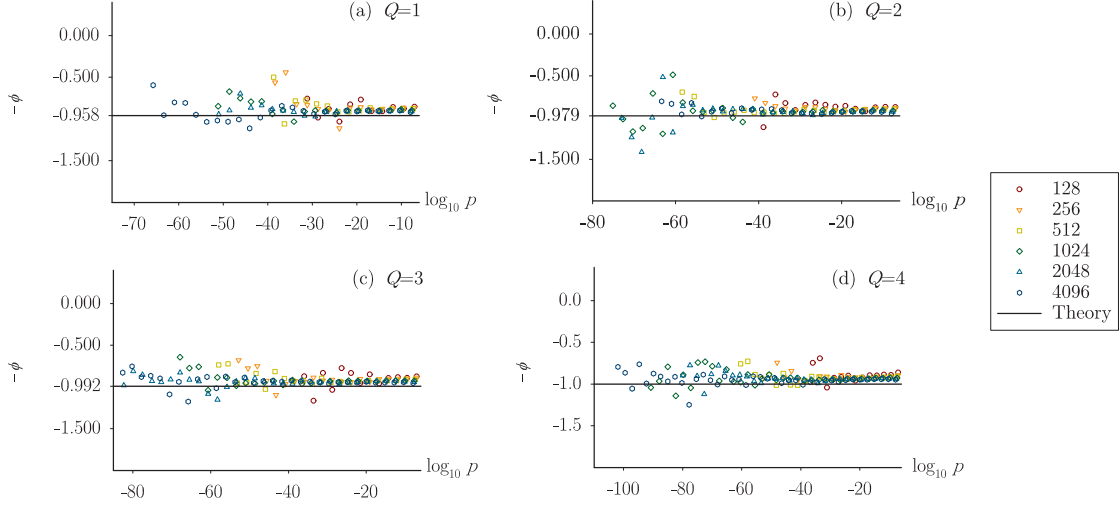 (a) Q=1
0.000
-0.500
-0.958
-1.500
-ϕ
-70 -60 -50 -40 -30 -20 -10
log10 p
(b) Q=2
0.000
-0.500
-0.979
-1.500
-ϕ
-80 -60 -40 -20
log10 p
(c) Q=3
0.000
-0.500
-0.992
-1.500
-ϕ
-80 -60 -40 -20
log10 p
(d) Q=4
0.0
-0.5
-1.0
-1.5
-ϕ
-100 -80 -60 -40 -20
log10 p
128
256
512
1024
2048
4096
Theory